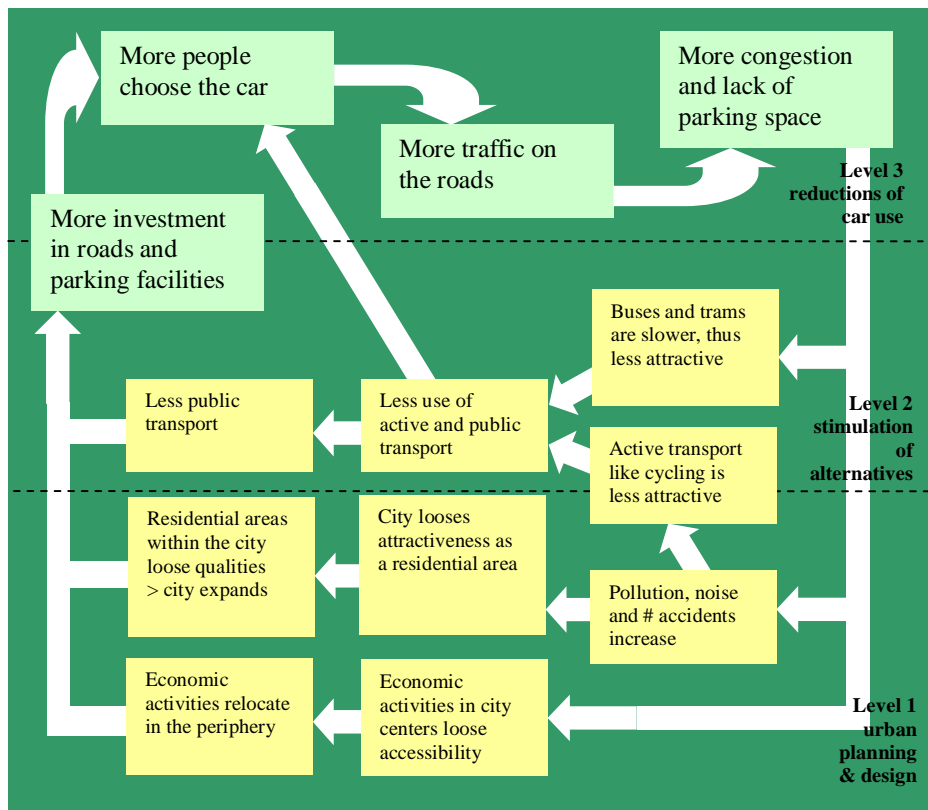 More people
choose the car
More congestion
and lack of
parking space
More traffic on
the roads
Level 3
reductions of
car use
More investment
in roads and
parking facilities
Buses and trams
are slower, thus
less attractive
Less public
transport
Less use of
active and public
transport
Level 2
stimulation
of
alternatives
Active transport
like cycling is
less attractive
Residential areas
within the city
loose qualities
> city expands
City looses
attractiveness as
a residential area
Pollution, noise
and # accidents
increase
Economic
activities relocate
in the periphery
Economic
activities in city
centers loose
accessibility
Level 1
urban
planning
& design